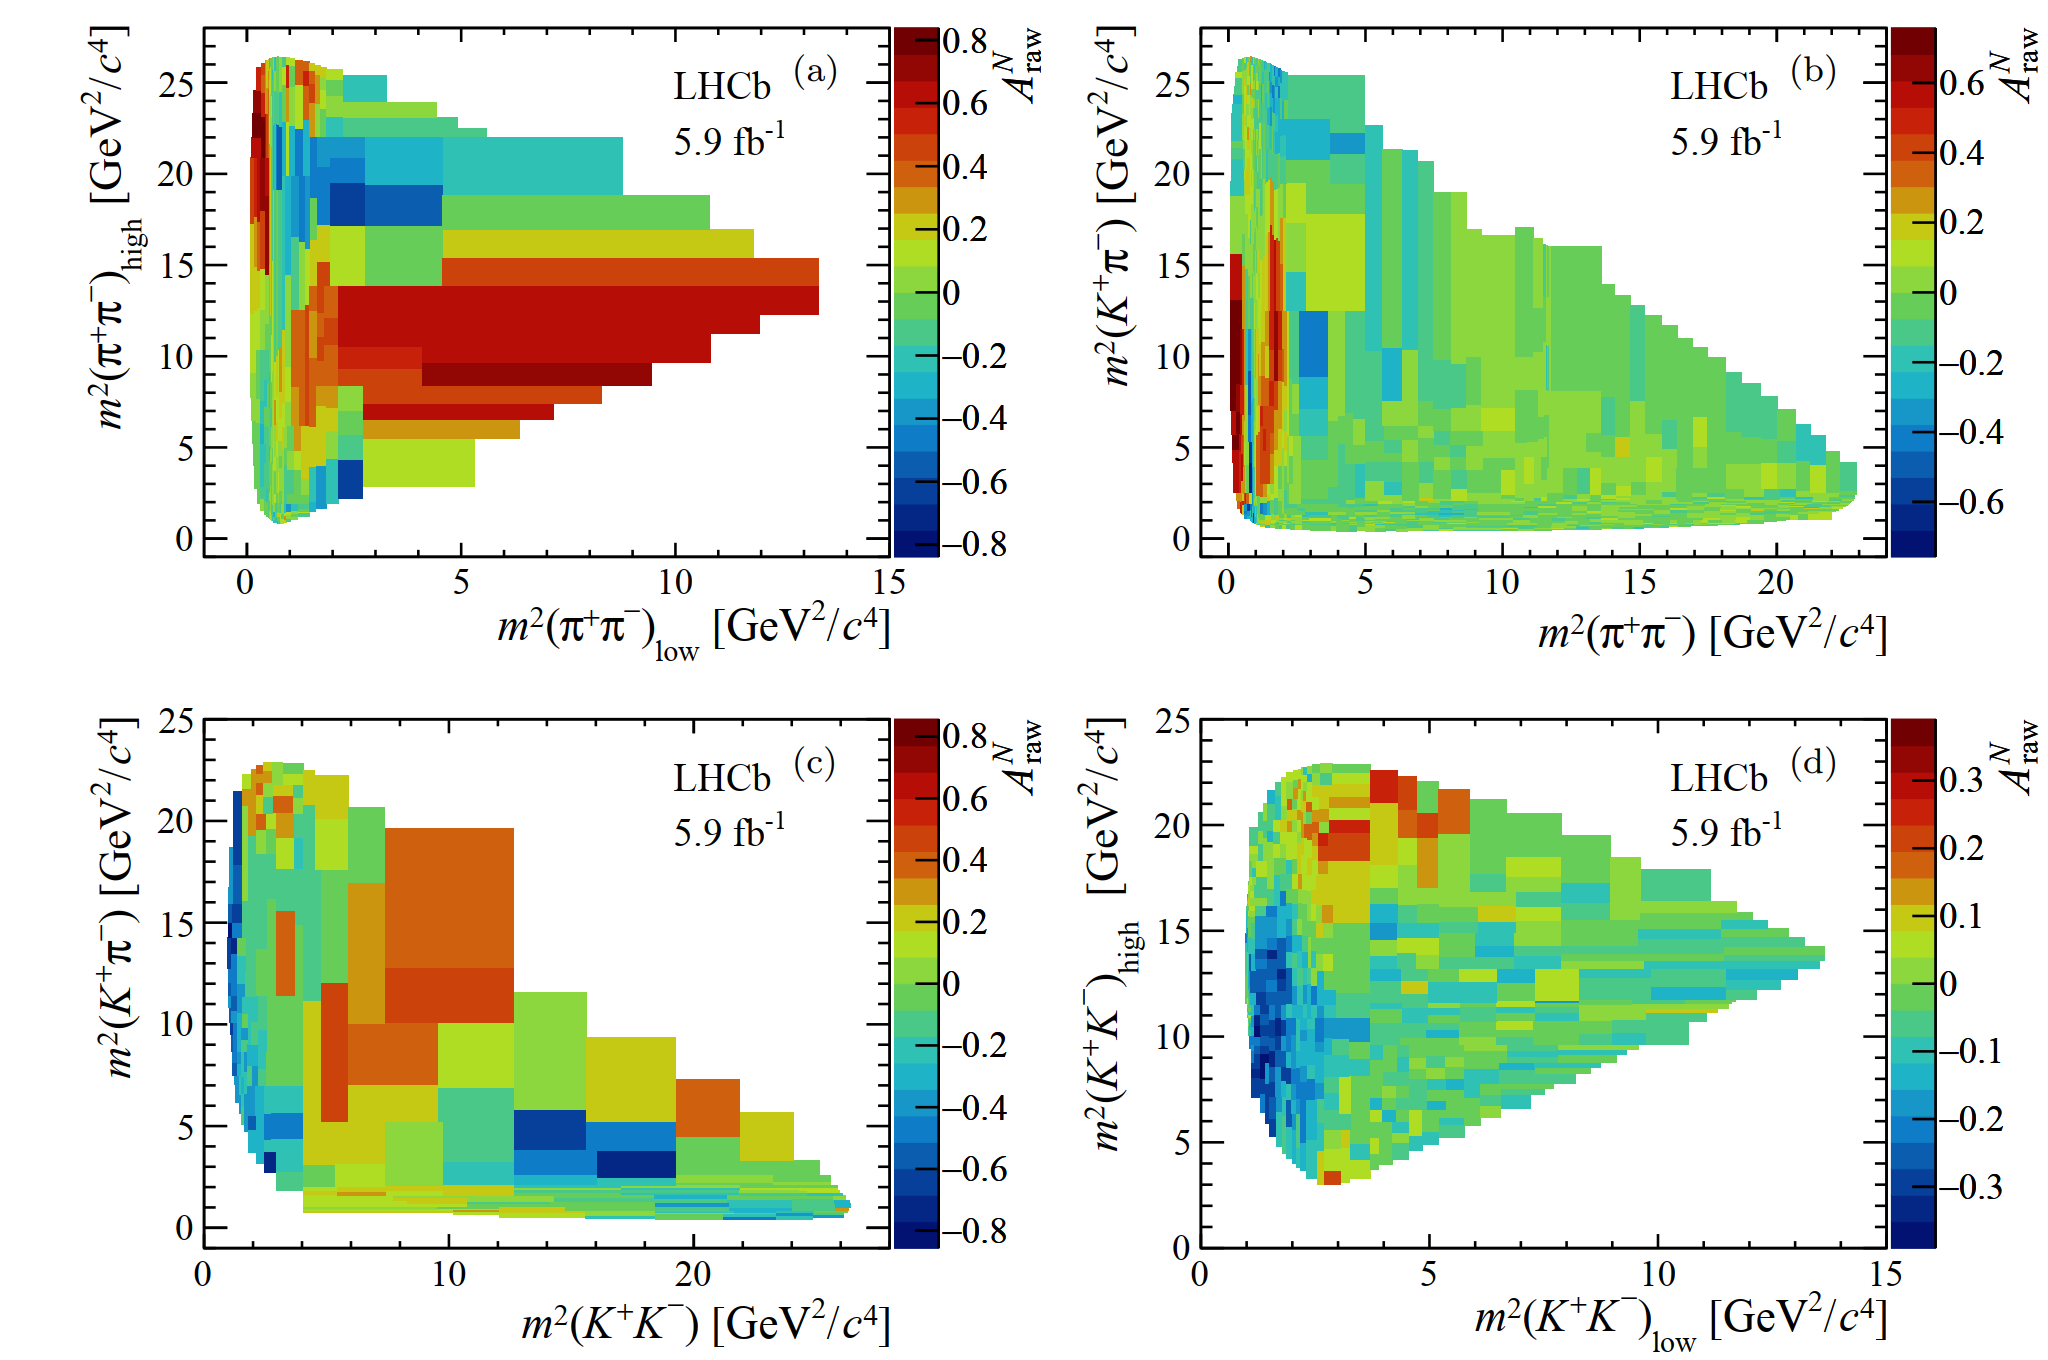 m²(π⁺π⁻)high [GeV²/c⁴]
25
20
15
10
5
0
0 5 10 15
m²(π⁺π⁻)low [GeV²/c⁴]
LHCb (a)
5.9 fb⁻¹
A^N_raw
0.8
0.6
0.4
0.2
0
−0.2
−0.4
−0.6
−0.8
m²(K⁺π⁻) [GeV²/c⁴]
25
20
15
10
5
0
0 5 10 15 20
m²(π⁺π⁻) [GeV²/c⁴]
LHCb (b)
5.9 fb⁻¹
A^N_raw
0.6
0.4
0.2
0
−0.2
−0.4
−0.6
m²(K⁺π⁻) [GeV²/c⁴]
25
20
15
10
5
0
0 10 20
m²(K⁺K⁻) [GeV²/c⁴]
LHCb (c)
5.9 fb⁻¹
A^N_raw
0.8
0.6
0.4
0.2
0
−0.2
−0.4
−0.6
−0.8
m²(K⁺K⁻)high [GeV²/c⁴]
25
20
15
10
5
0
0 5 10 15
m²(K⁺K⁻)low [GeV²/c⁴]
LHCb (d)
5.9 fb⁻¹
A^N_raw
0.3
0.2
0.1
0
−0.1
−0.2
−0.3